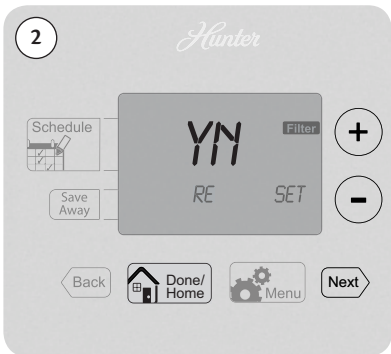 2
Hunter
Schedule
YN
Filter
+
RE SET
Save
Away
-
Back
Done/
Home
Menu
Next